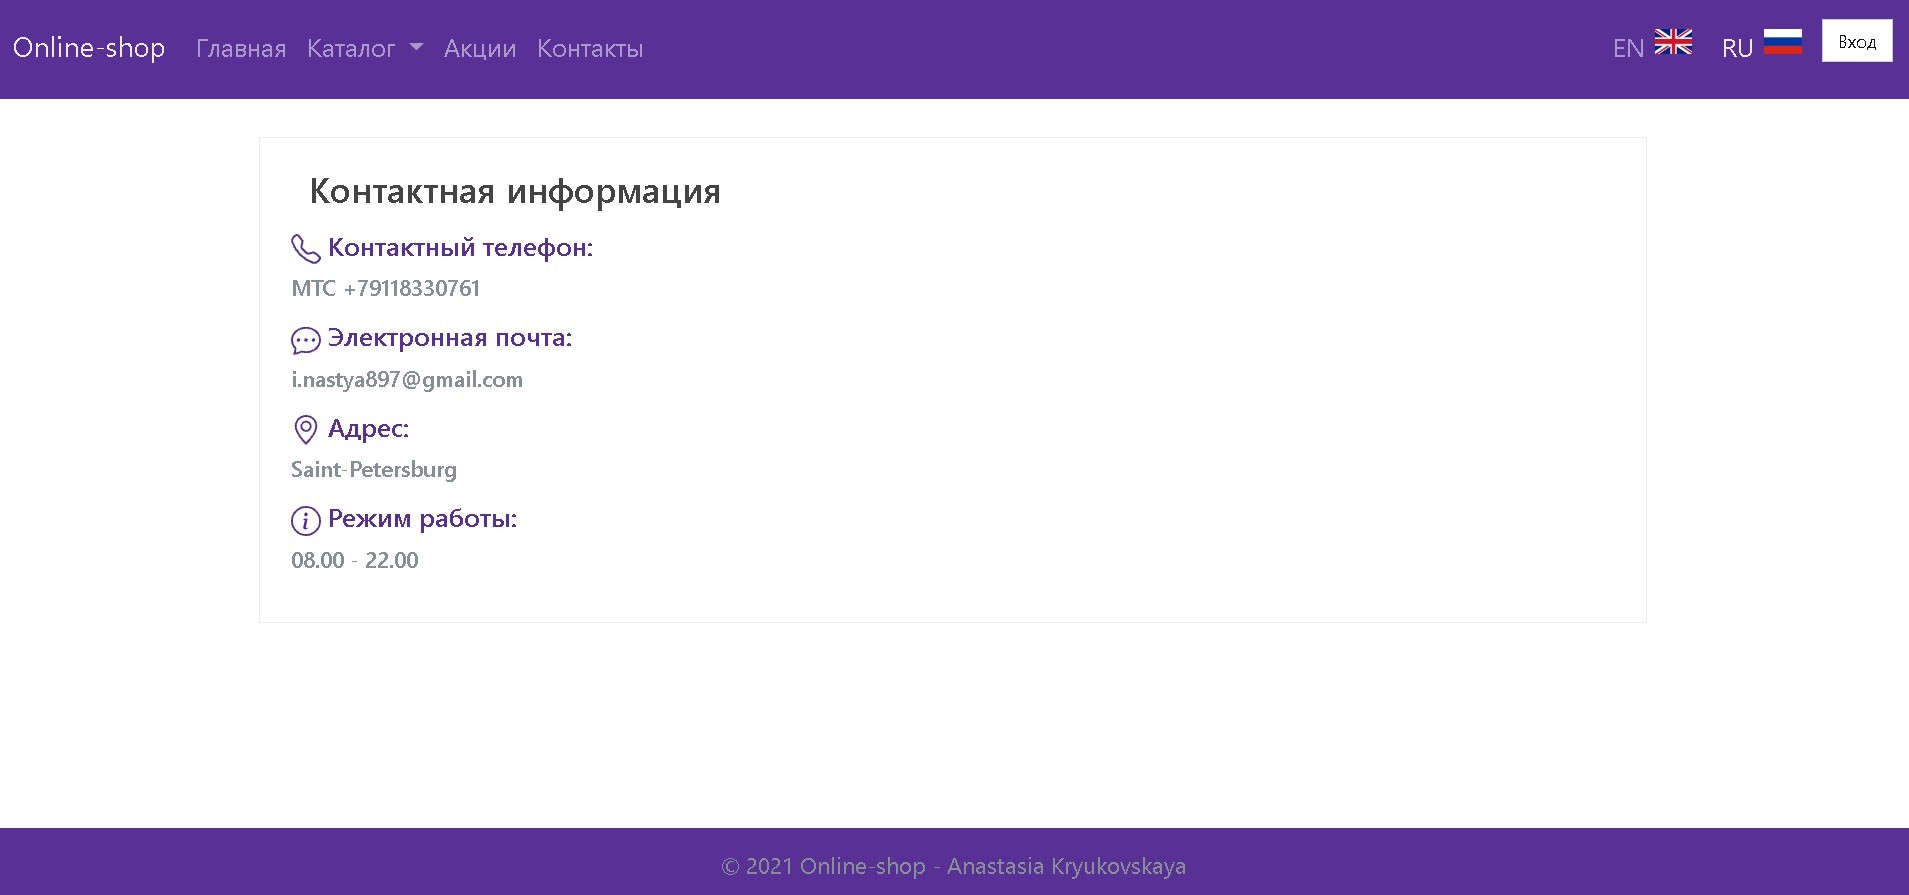 Online-shop Главная Каталог Акции Контакты EN RU Вход
Контактная информация
Контактный телефон:
МТС +79118330761
Электронная почта:
i.nastya897@gmail.com
Адрес:
Saint-Petersburg
Режим работы:
08.00 - 22.00
© 2021 Online-shop - Anastasia Kryukovskaya